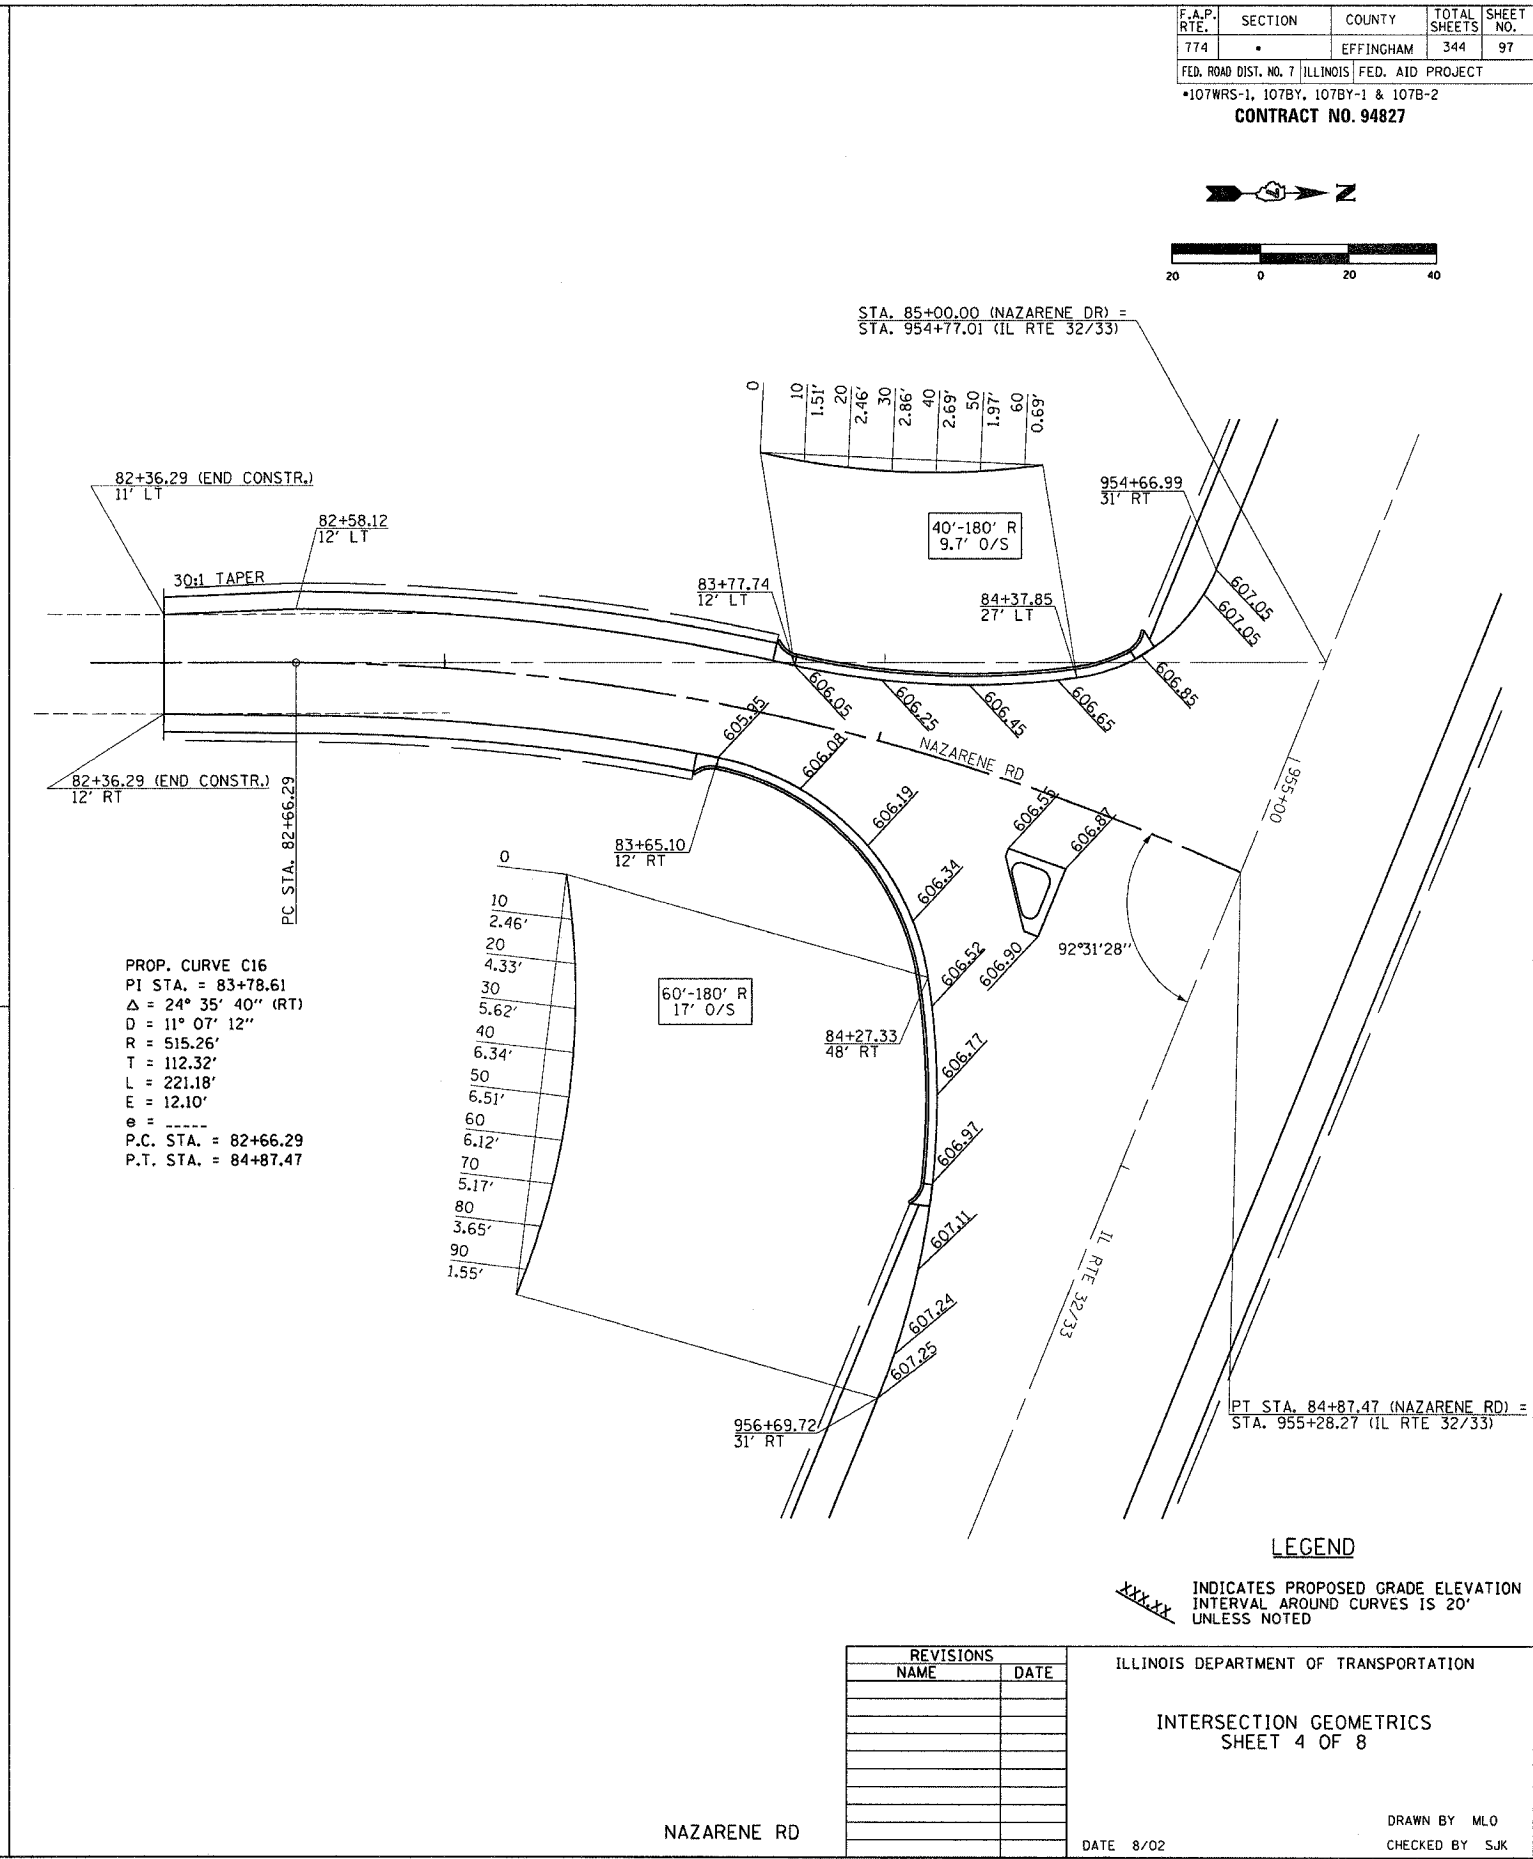 F.A.P. RTE. SECTION COUNTY TOTAL SHEETS SHEET NO.
774 • EFFINGHAM 344 97
FED. ROAD DIST. NO. 7 ILLINOIS FED. AID PROJECT
•107WRS-1, 107BY, 107BY-1 & 107B-2
CONTRACT NO. 94827
N
20 0 20 40
STA. 85+00.00 (NAZARENE DR) =
STA. 954+77.01 (IL RTE 32/33)
0
10 1.51'
20 2.46'
30 2.86'
40 2.69'
50 1.97'
60 0.69'
82+36.29 (END CONSTR.)
11' LT
82+58.12
12' LT
954+66.99
31' RT
40'-180' R
9.7' O/S
30:1 TAPER
83+77.74
12' LT
84+37.85
27' LT
607.05
607.05
606.85
606.05
606.25
606.45
606.65
605.95
606.08
NAZARENE RD
955+00
82+36.29 (END CONSTR.)
12' RT
PC STA. 82+66.29
606.19
606.55
606.87
83+65.10
12' RT
606.34
606.52
606.90
92°31'28"
0
10
2.46'
20
4.33'
30
5.62'
40
6.34'
50
6.51'
60
6.12'
70
5.17'
80
3.65'
90
1.55'
60'-180' R
17' O/S
84+27.33
48' RT
606.77
606.97
607.11
607.24
607.25
PROP. CURVE C16
PI STA. = 83+78.61
Δ = 24° 35' 40" (RT)
D = 11° 07' 12"
R = 515.26'
T = 112.32'
L = 221.18'
E = 12.10'
e = -----
P.C. STA. = 82+66.29
P.T. STA. = 84+87.47
IL RTE 32/33
956+69.72
31' RT
PT STA. 84+87.47 (NAZARENE RD) =
STA. 955+28.27 (IL RTE 32/33)
LEGEND
XXX.XX INDICATES PROPOSED GRADE ELEVATION
INTERVAL AROUND CURVES IS 20'
UNLESS NOTED
REVISIONS
NAME DATE
ILLINOIS DEPARTMENT OF TRANSPORTATION
INTERSECTION GEOMETRICS
SHEET 4 OF 8
NAZARENE RD
DATE 8/02
DRAWN BY MLO
CHECKED BY SJK